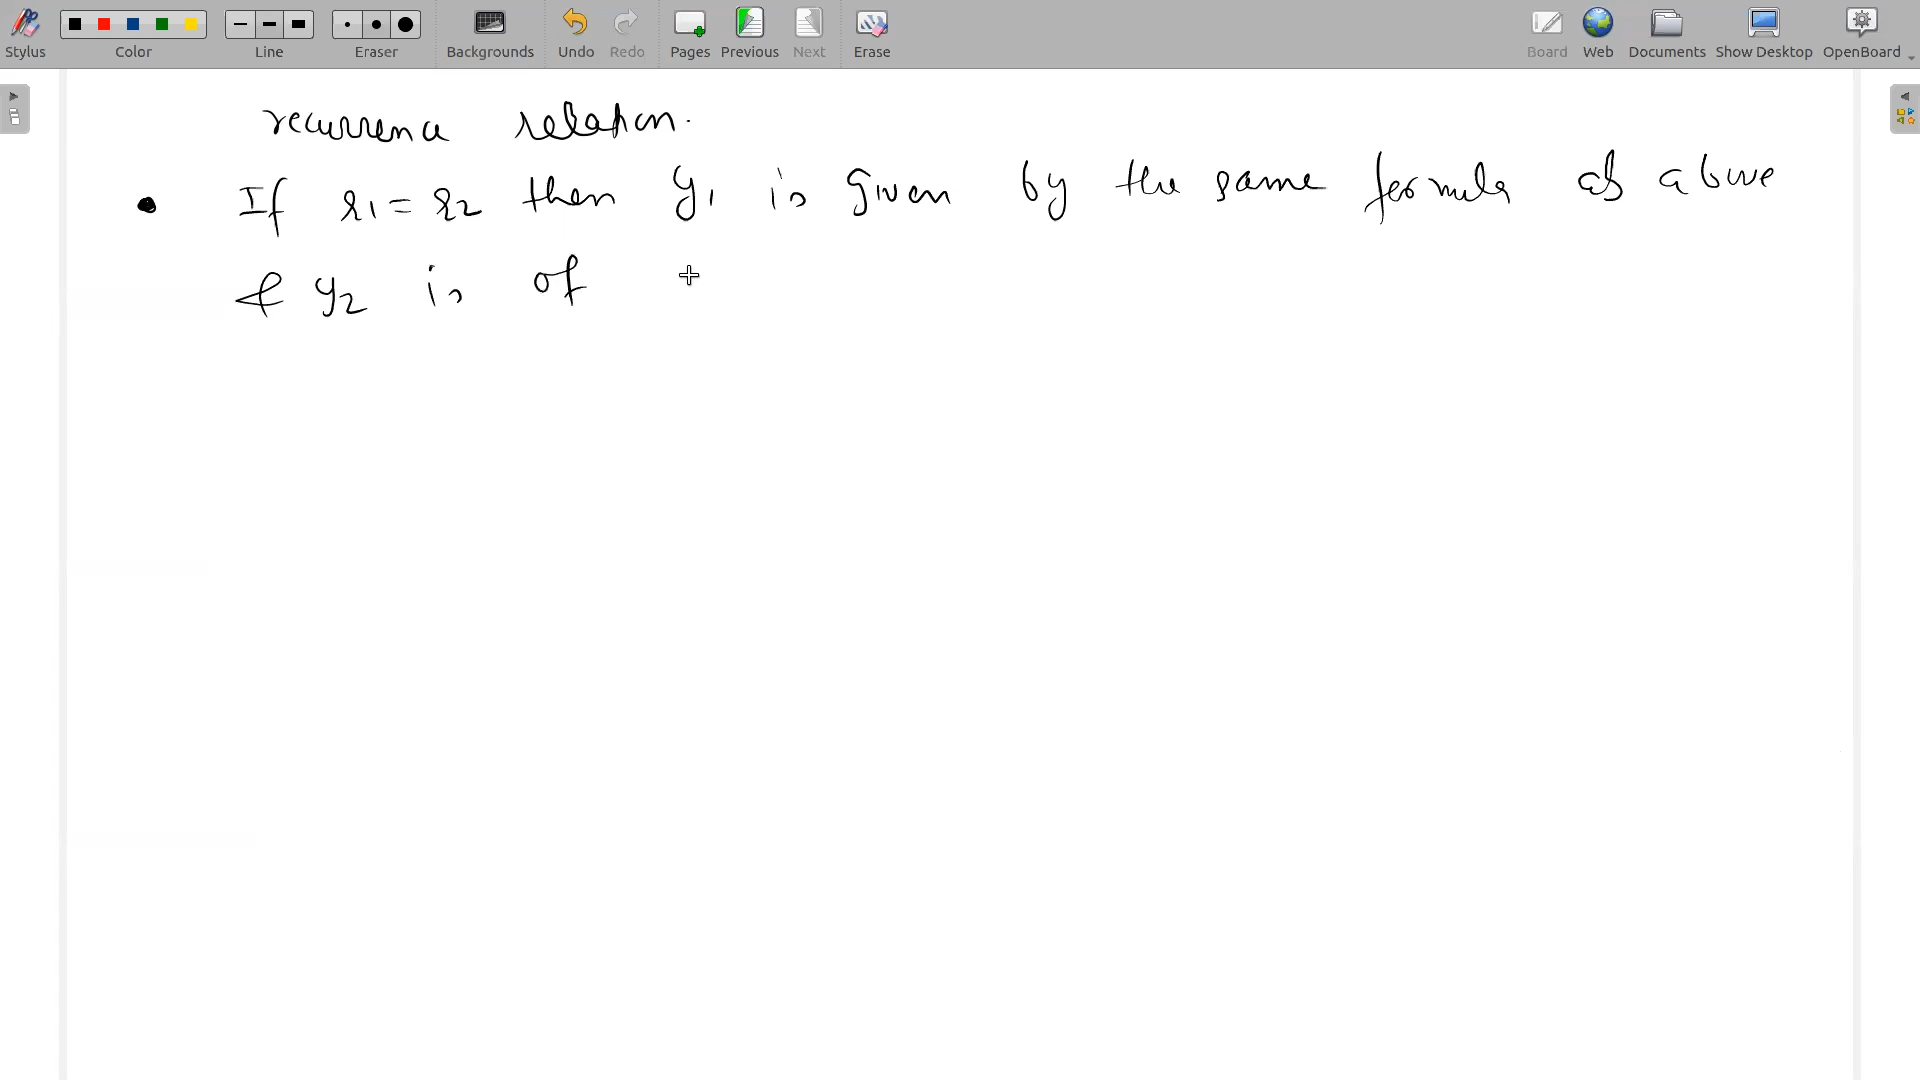 Stylus Color Line Eraser Backgrounds Undo Redo Pages Previous Next Erase Board Web Documents Show Desktop OpenBoard
recurrence relation.
• If r1 = r2 then y1 is given by the same formula as above
& y2 is of